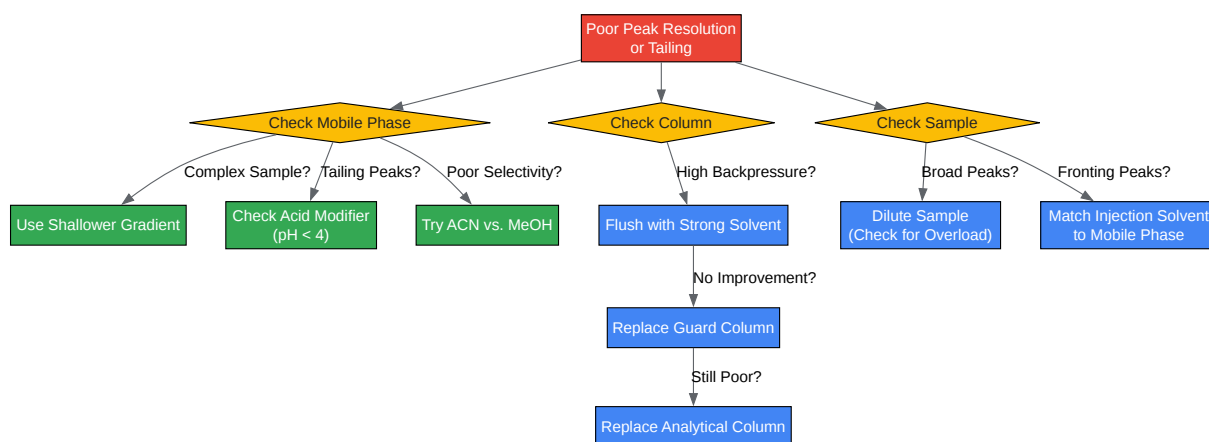 Poor Peak Resolution
or Tailing
Check Mobile Phase
Check Column
Check Sample
Complex Sample?
Tailing Peaks?
Poor Selectivity?
High Backpressure?
Broad Peaks?
Fronting Peaks?
Use Shallower Gradient
Check Acid Modifier
(pH < 4)
Try ACN vs. MeOH
Flush with Strong Solvent
Dilute Sample
(Check for Overload)
Match Injection Solvent
to Mobile Phase
No Improvement?
Replace Guard Column
Still Poor?
Replace Analytical Column